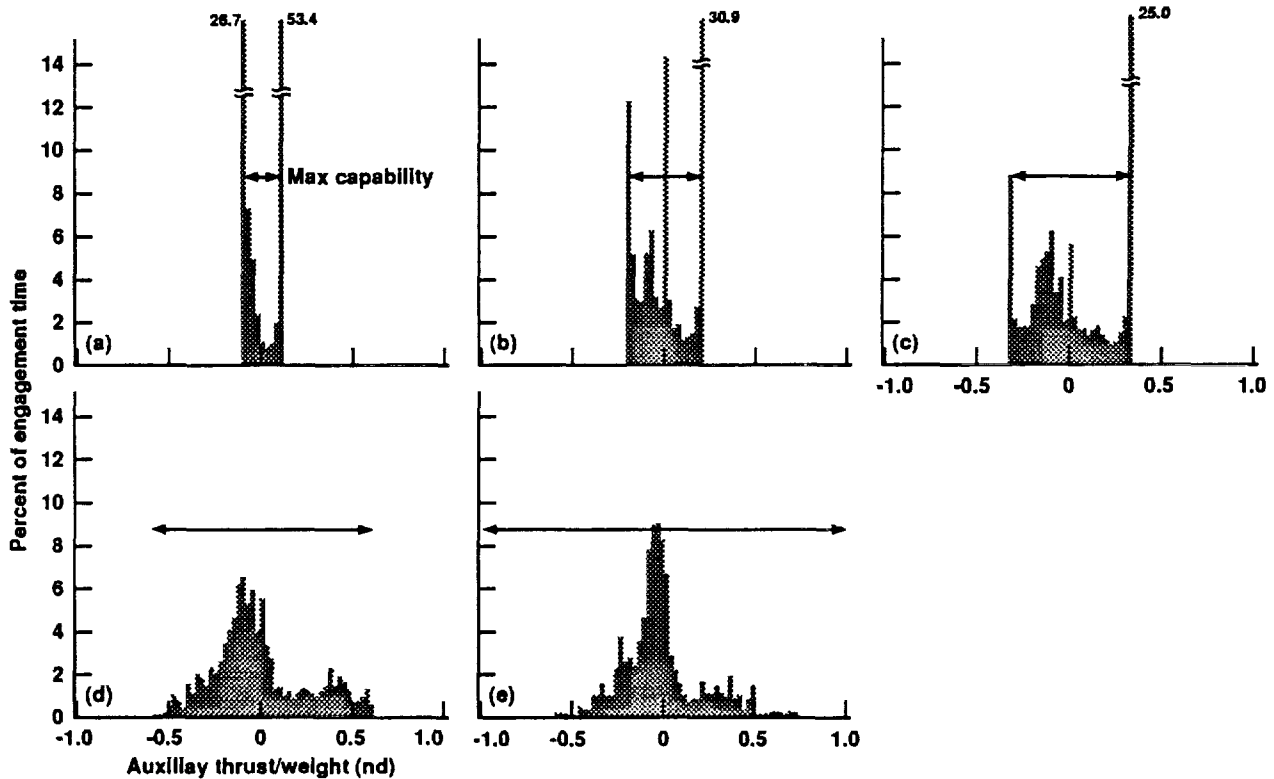 26.7 53.4 30.9 25.0
14
12
10
8 Max capability
6
4
2
0 (a) (b) (c)
-1.0 -0.5 0 0.5 1.0
Percent of engagement time
14
12
10
8
6
4
2
0 (d) (e)
-1.0 -0.5 0 0.5 1.0 -1.0 -0.5 0 0.5 1.0
Auxillay thrust/weight (nd)